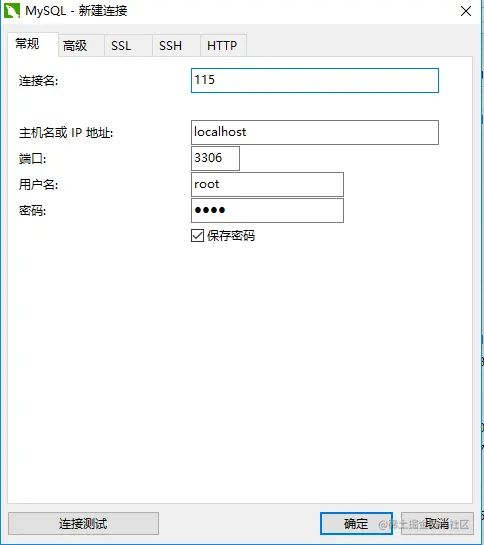 MySQL - 新建连接
常规 高级 SSL SSH HTTP
连接名: 115
主机名或 IP 地址: localhost
端口: 3306
用户名: root
密码: ●●●●
保存密码
连接测试 确定 取消
@稀土掘金技术社区